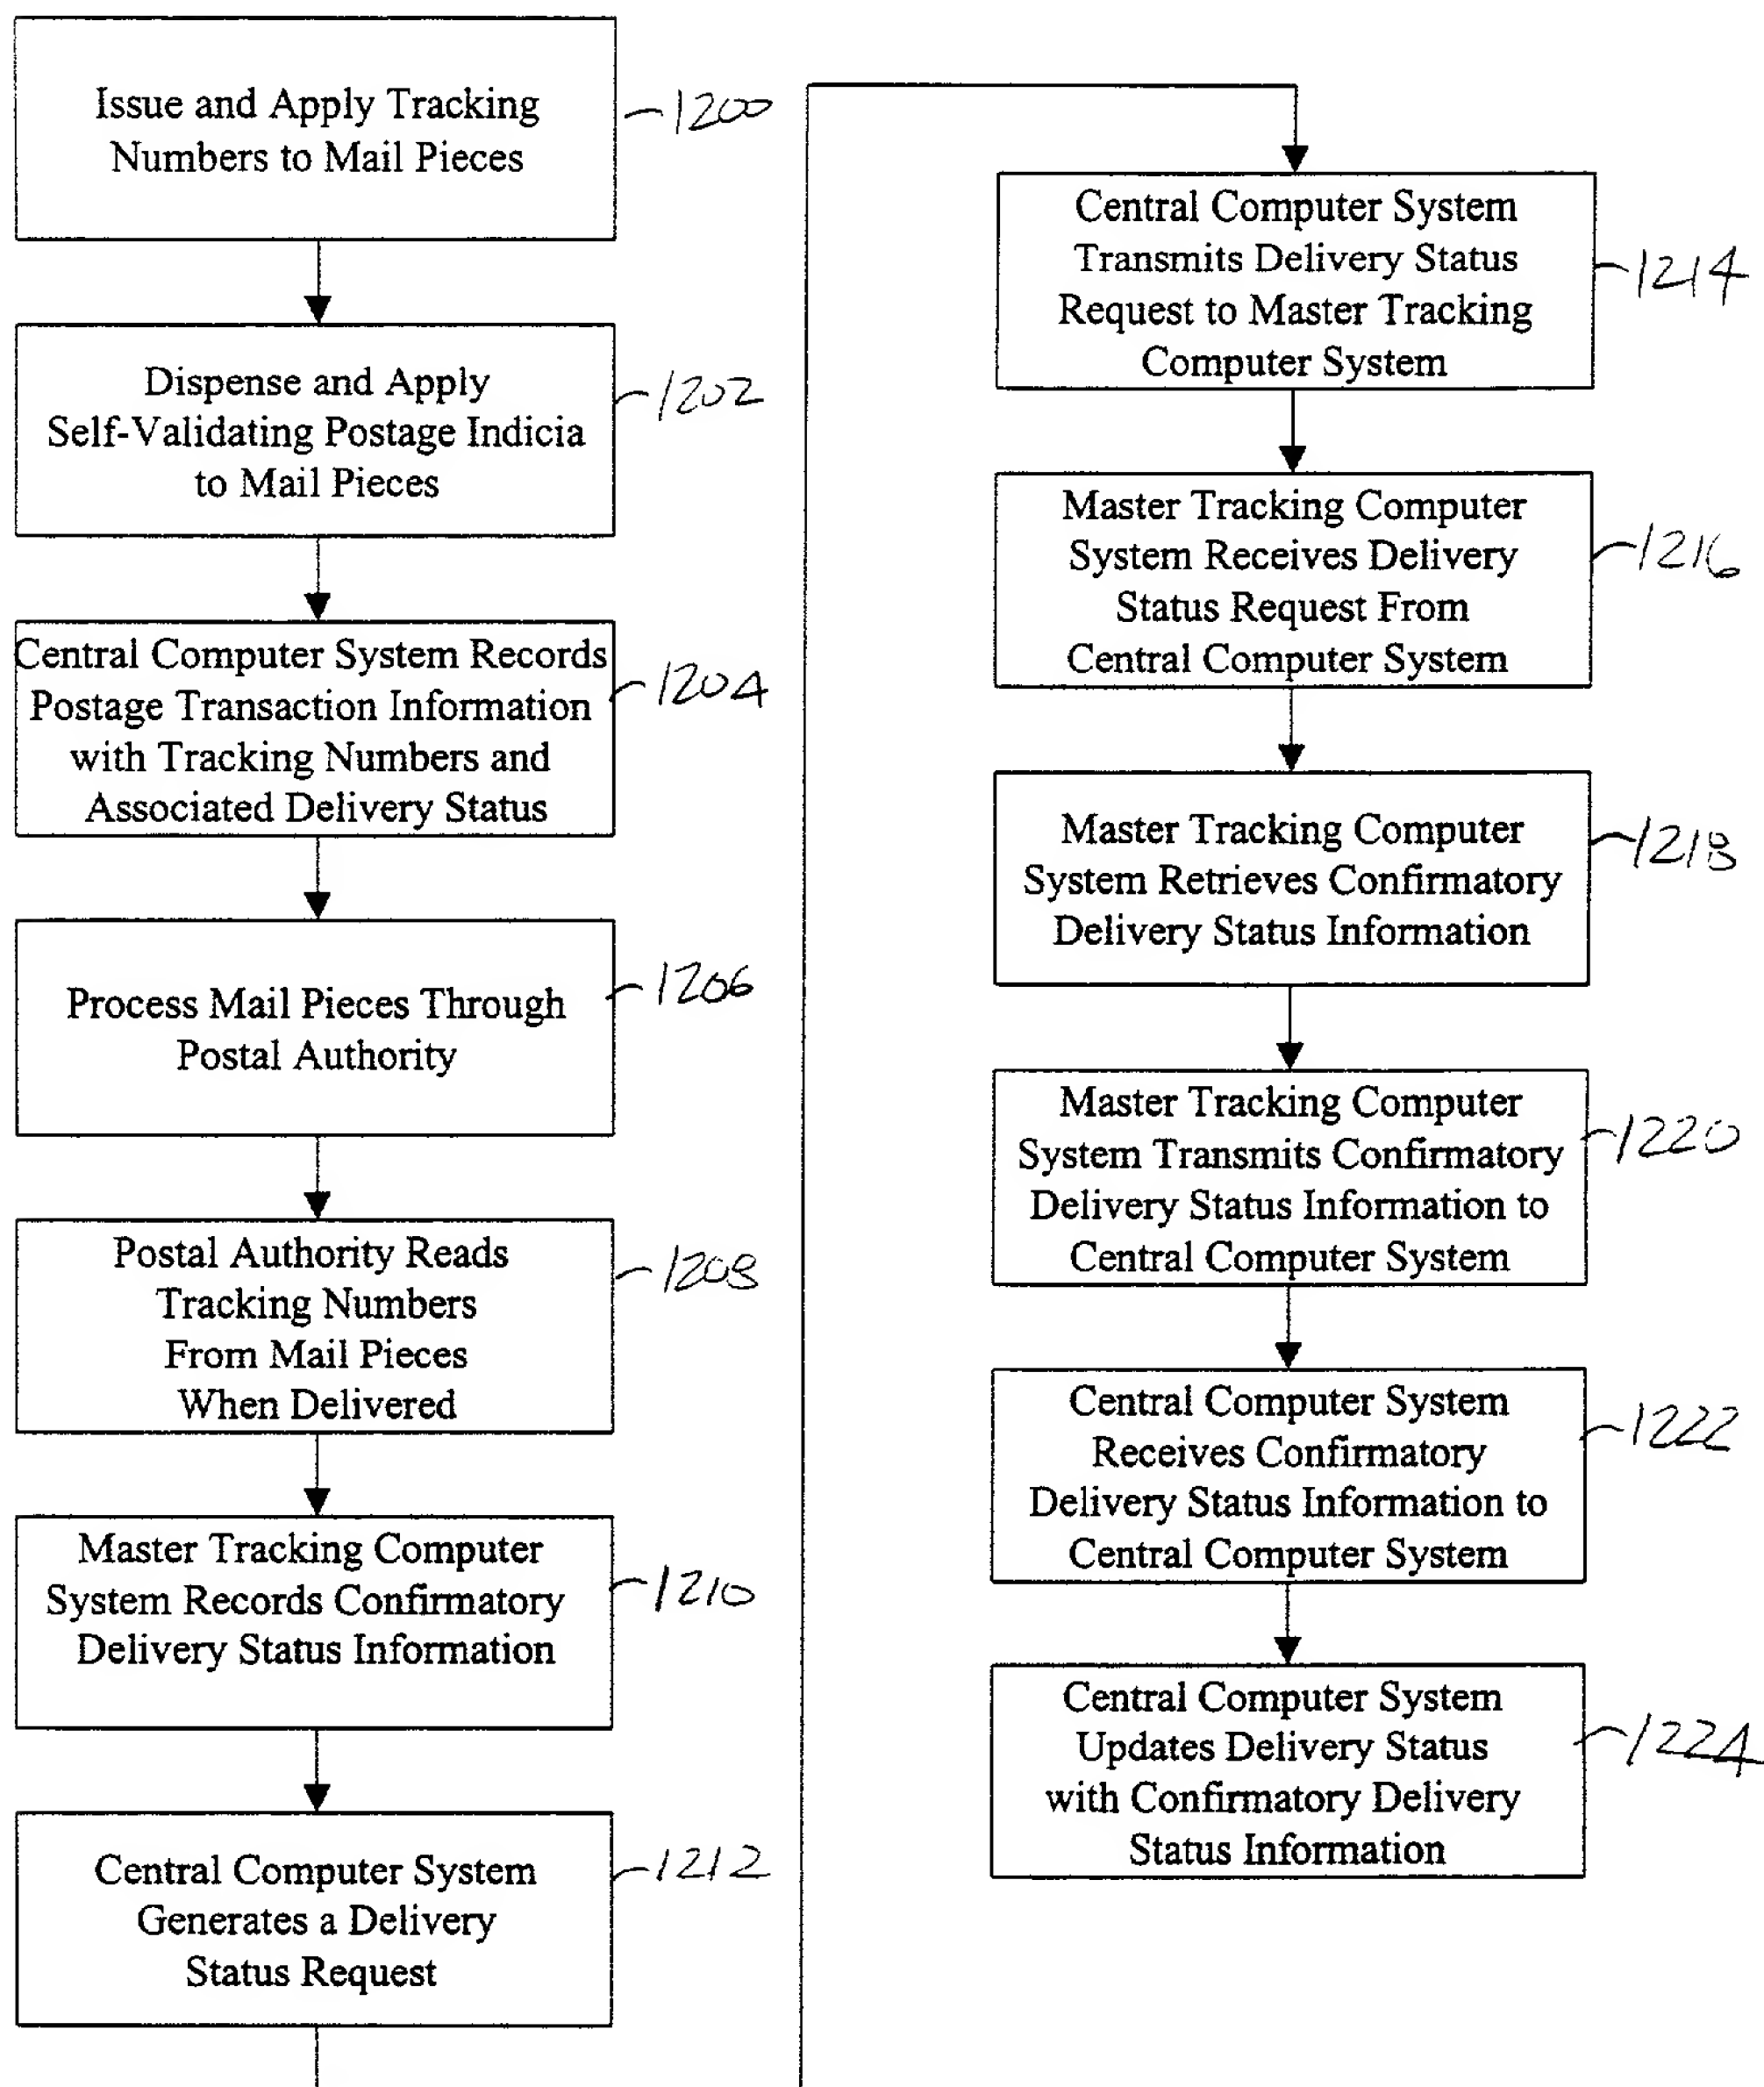 Issue and Apply Tracking
Numbers to Mail Pieces
1200
Dispense and Apply
Self-Validating Postage Indicia
to Mail Pieces
1202
Central Computer System Records
Postage Transaction Information
with Tracking Numbers and
Associated Delivery Status
1204
Process Mail Pieces Through
Postal Authority
1206
Postal Authority Reads
Tracking Numbers
From Mail Pieces
When Delivered
1208
Master Tracking Computer
System Records Confirmatory
Delivery Status Information
1210
Central Computer System
Generates a Delivery
Status Request
1212
Central Computer System
Transmits Delivery Status
Request to Master Tracking
Computer System
1214
Master Tracking Computer
System Receives Delivery
Status Request From
Central Computer System
1216
Master Tracking Computer
System Retrieves Confirmatory
Delivery Status Information
1218
Master Tracking Computer
System Transmits Confirmatory
Delivery Status Information to
Central Computer System
1220
Central Computer System
Receives Confirmatory
Delivery Status Information to
Central Computer System
1222
Central Computer System
Updates Delivery Status
with Confirmatory Delivery
Status Information
1224